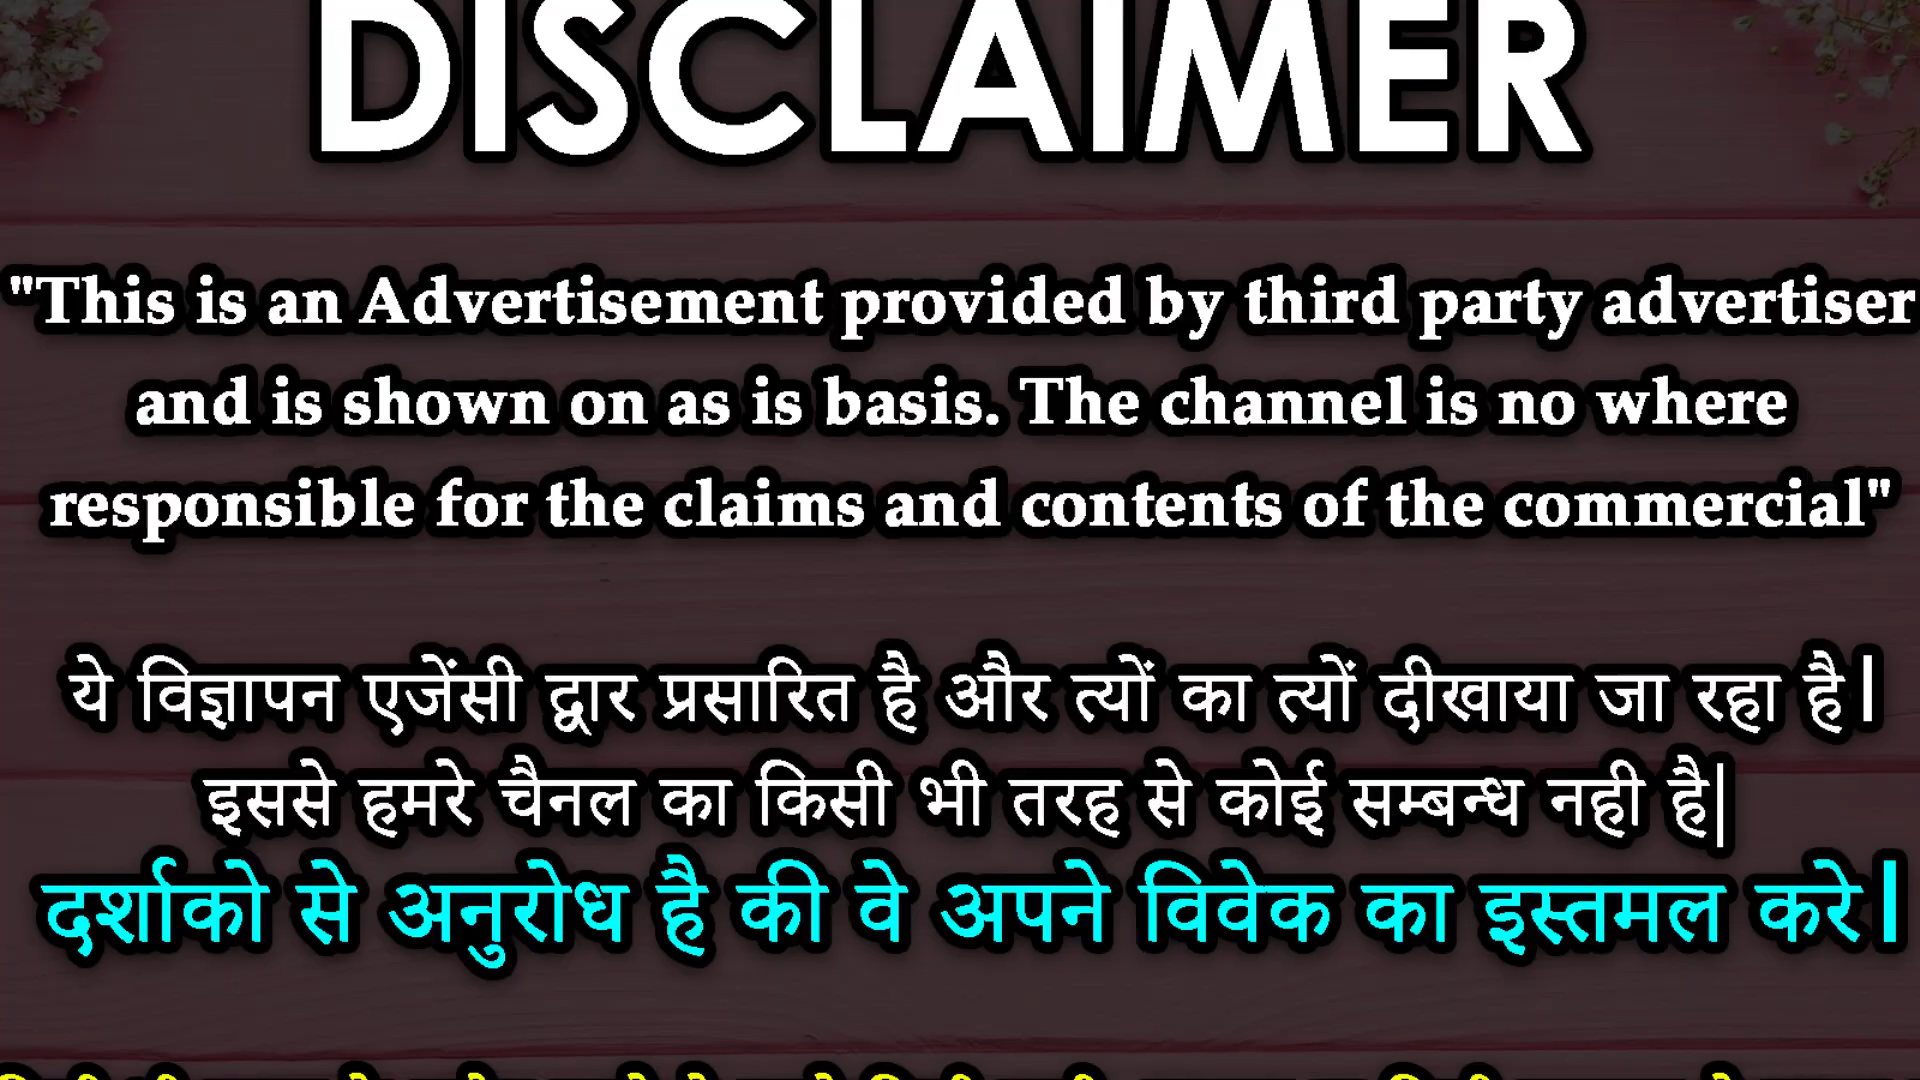 DISCLAIMER
"This is an Advertisement provided by third party advertiser
and is shown on as is basis. The channel is no where
responsible for the claims and contents of the commercial"
ये विज्ञापन एजेंसी द्वार प्रसारित है और त्यों का त्यों दीखाया जा रहा है।
इससे हमरे चैनल का किसी भी तरह से कोई सम्बन्ध नही है|
दर्शाको से अनुरोध है की वे अपने विवेक का इस्तमल करे।